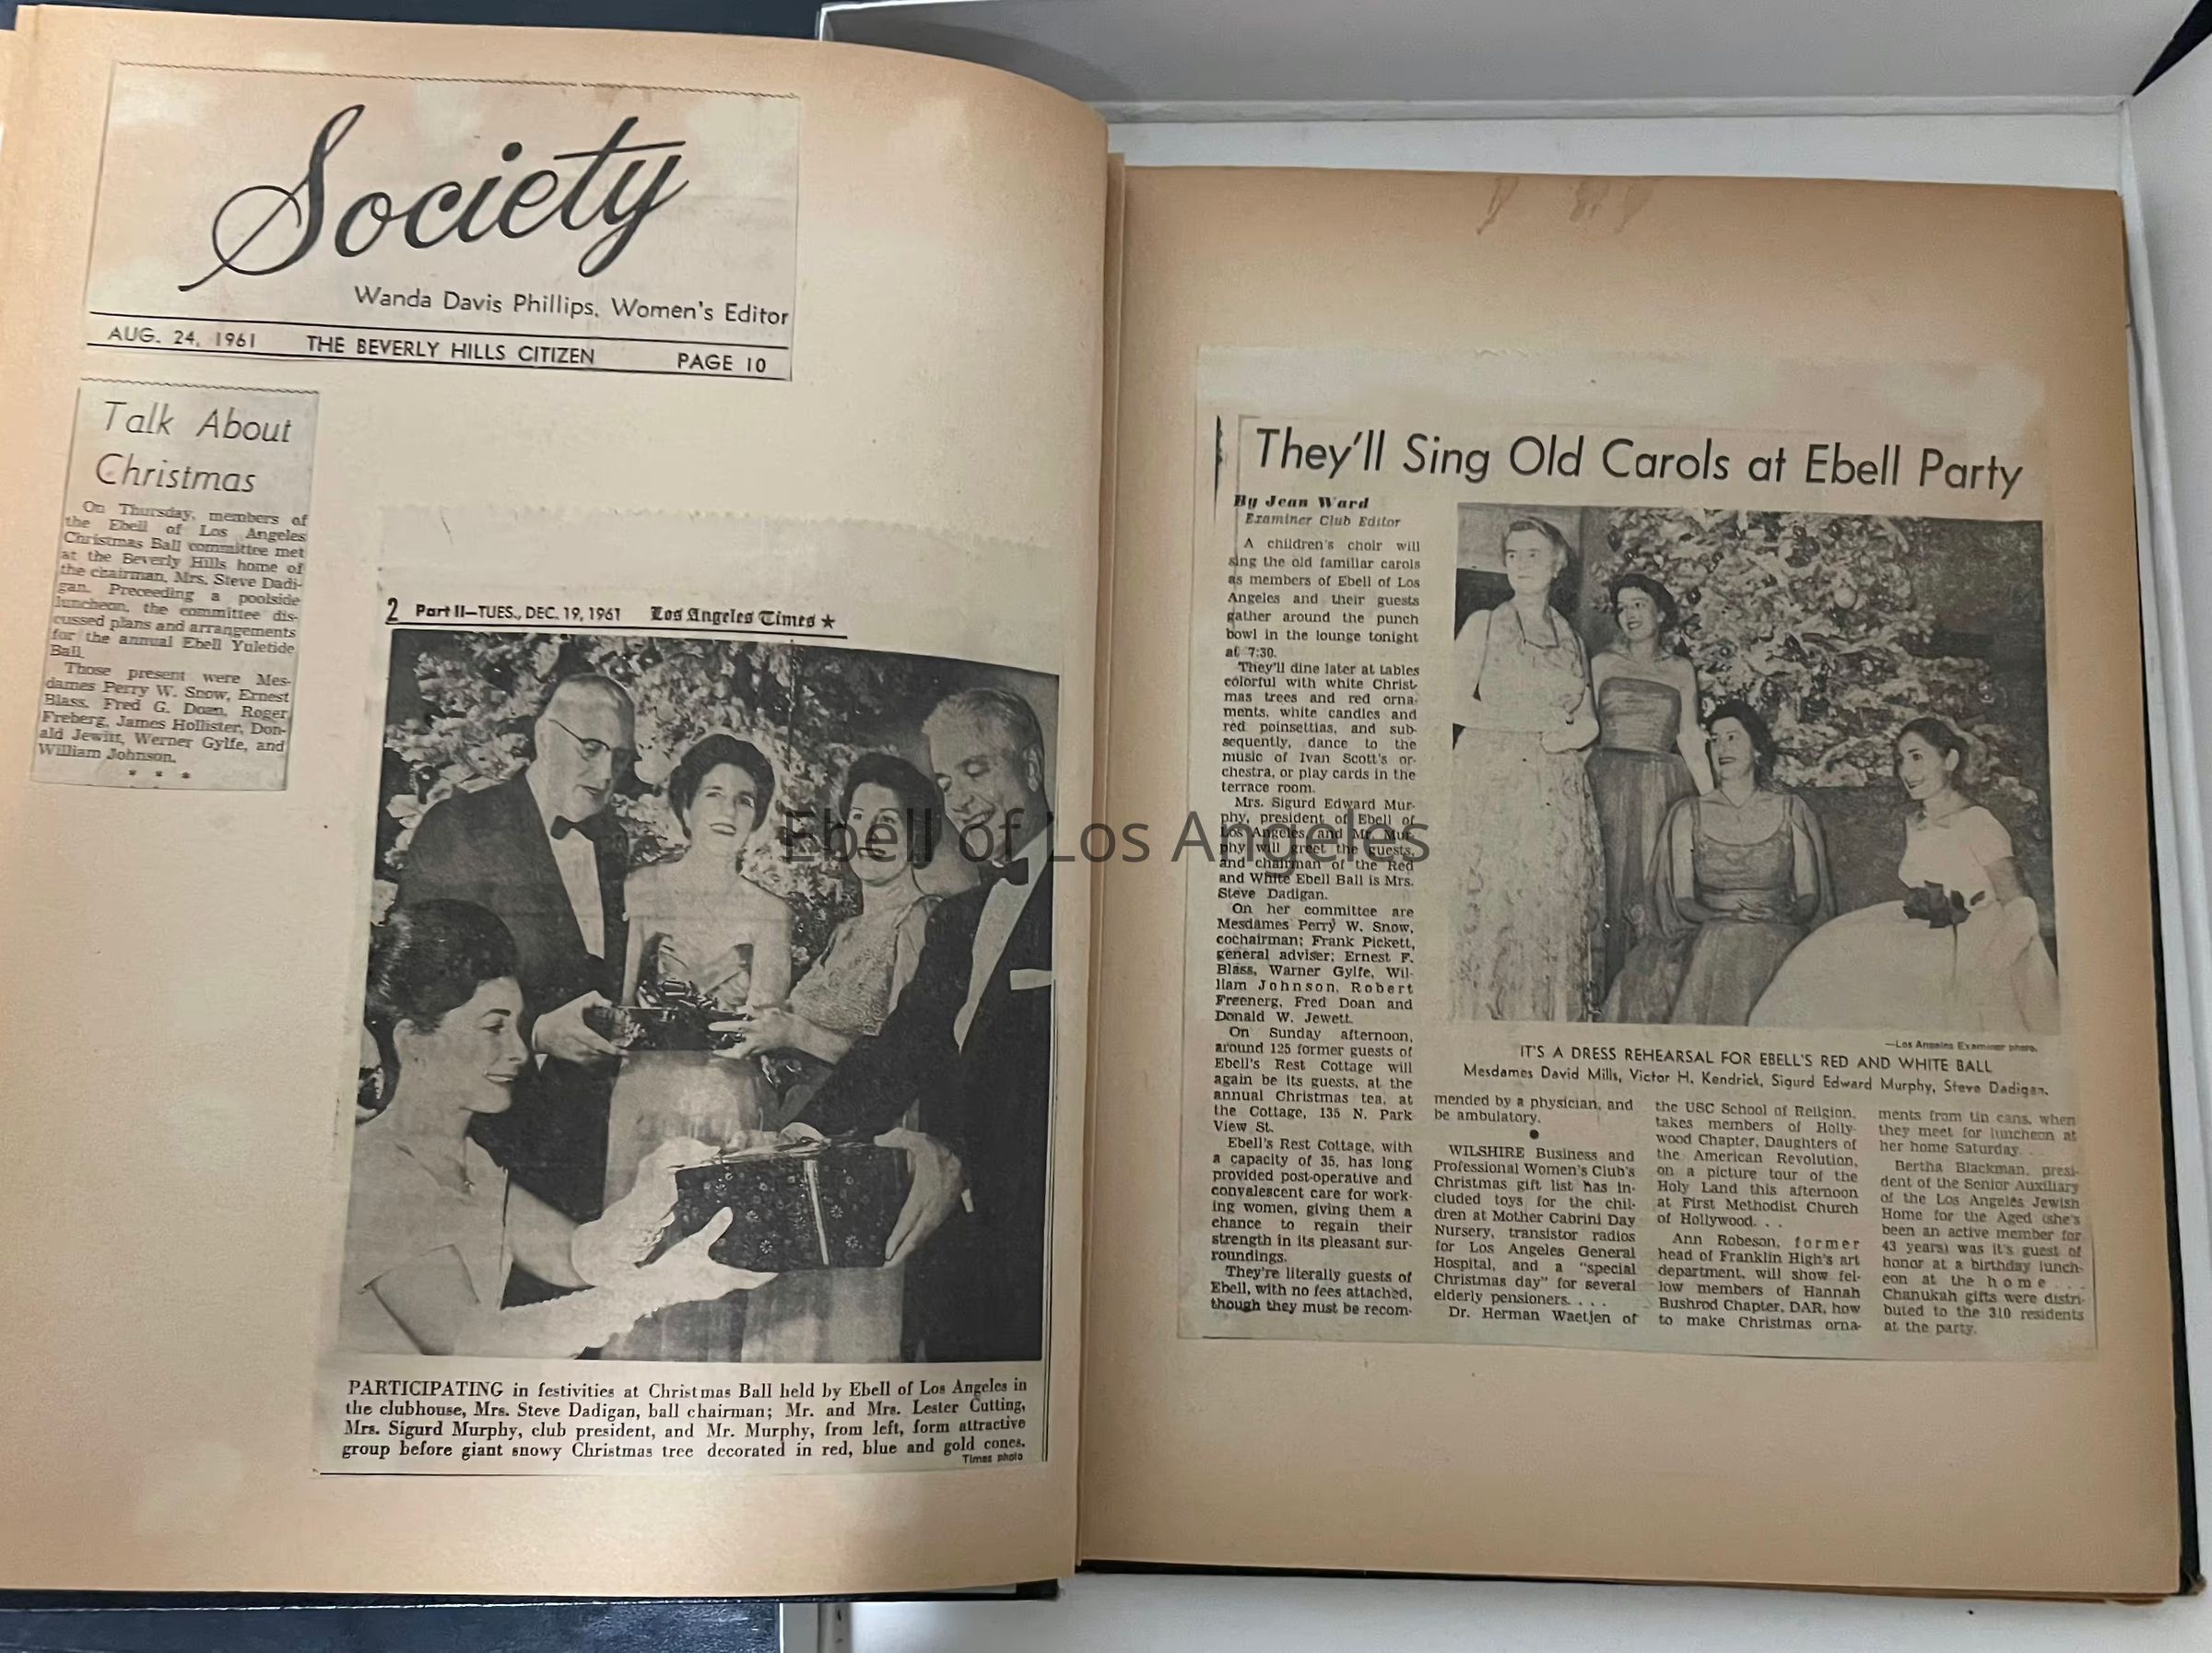 Society
Wanda Davis Phillips, Women's Editor
AUG. 24, 1961 THE BEVERLY HILLS CITIZEN PAGE 10
Talk About
Christmas
On Thursday, members of
the Ebell of Los Angeles
Christmas Ball committee met
at the Beverly Hills home of
the chairman, Mrs. Steve Dadi-
gan. Preceeding a poolside
luncheon, the committee dis-
cussed plans and arrangements
for the annual Ebell Yuletide
Ball.
Those present were Mes-
dames Perry W. Snow, Ernest
Blass, Fred G. Doan, Roger
Freberg, James Hollister, Don-
ald Jewitt, Werner Gylfe, and
William Johnson.
* * *
2 Part II—TUES., DEC. 19, 1961 Los Angeles Times ★
PARTICIPATING in festivities at Christmas Ball held by Ebell of Los Angeles in
the clubhouse, Mrs. Steve Dadigan, ball chairman; Mr. and Mrs. Lester Cutting,
Mrs. Sigurd Murphy, club president, and Mr. Murphy, from left, form attractive
group before giant snowy Christmas tree decorated in red, blue and gold cones.
Times photo
Ebell of Los Angeles
They'll Sing Old Carols at Ebell Party
By Jean Ward
Examiner Club Editor
A children's choir will
sing the old familiar carols
as members of Ebell of Los
Angeles and their guests
gather around the punch
bowl in the lounge tonight
at 7:30.
They'll dine later at tables
colorful with white Christ-
mas trees and red orna-
ments, white candles and
red poinsettias, and sub-
sequently, dance to the
music of Ivan Scott's or-
chestra, or play cards in the
terrace room.
Mrs. Sigurd Edward Mur-
phy, president of Ebell of
Los Angeles, and Mr. Mur-
phy will greet the guests,
and chairman of the Red
and White Ebell Ball is Mrs.
Steve Dadigan.
On her committee are
Mesdames Perry W. Snow,
cochairman; Frank Pickett,
general adviser; Ernest F.
Blass, Warner Gylfe, Wil-
liam Johnson, Robert
Freenerg, Fred Doan and
Donald W. Jewett.
On Sunday afternoon,
around 125 former guests of
Ebell's Rest Cottage will
again be its guests, at the
annual Christmas tea, at
the Cottage, 135 N. Park
View St.
Ebell's Rest Cottage, with
a capacity of 35, has long
provided post-operative and
convalescent care for work-
ing women, giving them a
chance to regain their
strength in its pleasant sur-
roundings.
They're literally guests of
Ebell, with no fees attached,
though they must be recom-
—Los Angeles Examiner photo.
IT'S A DRESS REHEARSAL FOR EBELL'S RED AND WHITE BALL
Mesdames David Mills, Victor H. Kendrick, Sigurd Edward Murphy, Steve Dadigan.
mended by a physician, and
be ambulatory.
●
WILSHIRE Business and
Professional Women's Club's
Christmas gift list has in-
cluded toys for the chil-
dren at Mother Cabrini Day
Nursery, transistor radios
for Los Angeles General
Hospital, and a "special
Christmas day" for several
elderly pensioners. . . .
Dr. Herman Waetjen of
the USC School of Religion,
takes members of Holly-
wood Chapter, Daughters of
the American Revolution,
on a picture tour of the
Holy Land this afternoon
at First Methodist Church
of Hollywood. . .
Ann Robeson, former
head of Franklin High's art
department, will show fel-
low members of Hannah
Bushrod Chapter, DAR, how
to make Christmas orna-
ments from tin cans, when
they meet for luncheon at
her home Saturday. . .
Bertha Blackman, presi-
dent of the Senior Auxiliary
of the Los Angeles Jewish
Home for the Aged (she's
been an active member for
43 years) was it's guest of
honor at a birthday lunch-
eon at the home . . .
Chanukah gifts were distri-
buted to the 310 residents
at the party.